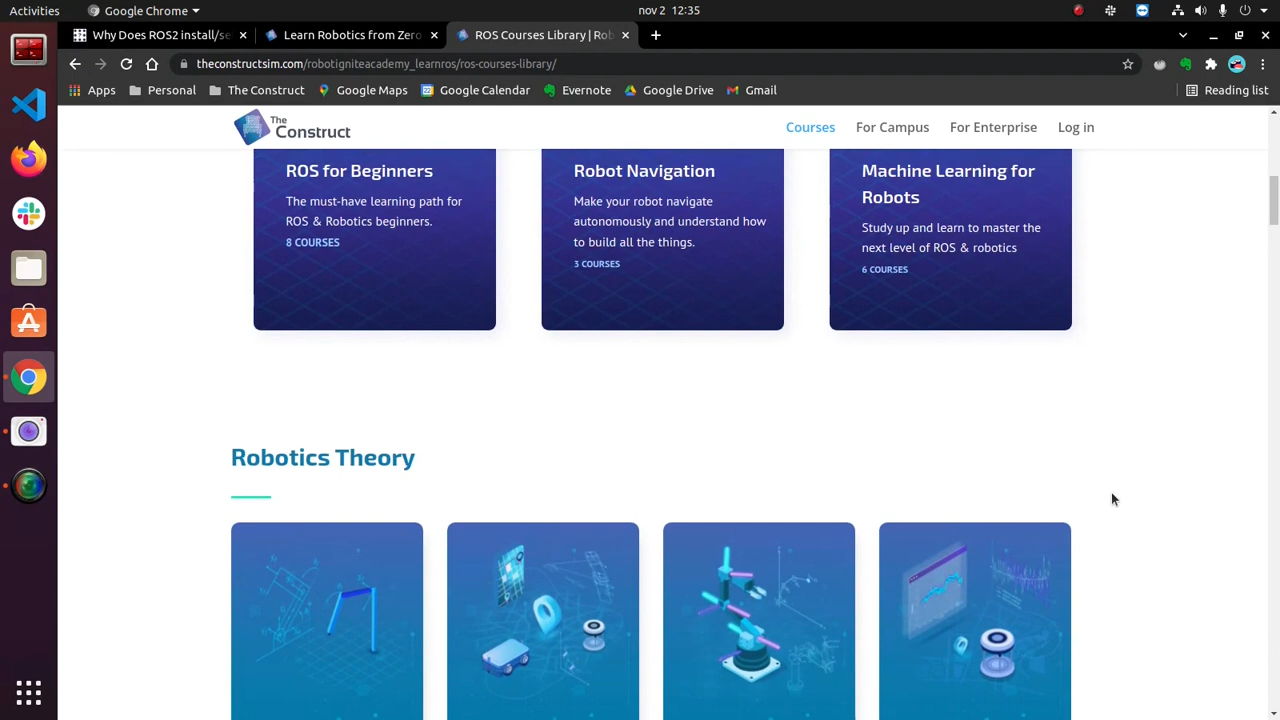 Activities
Google Chrome
nov 2 12:35
Why Does ROS2 install/se
Learn Robotics from Zero
ROS Courses Library | Rob
theconstructsim.com/robotigniteacademy_learnros/ros-courses-library/
Apps
Personal
The Construct
Google Maps
Google Calendar
Evernote
Google Drive
Gmail
Reading list
The
Construct
Courses
For Campus
For Enterprise
Log in
ROS for Beginners
The must-have learning path for
ROS & Robotics beginners.
8 COURSES
Robot Navigation
Make your robot navigate
autonomously and understand how
to build all the things.
3 COURSES
Machine Learning for
Robots
Study up and learn to master the
next level of ROS & robotics
6 COURSES
Robotics Theory